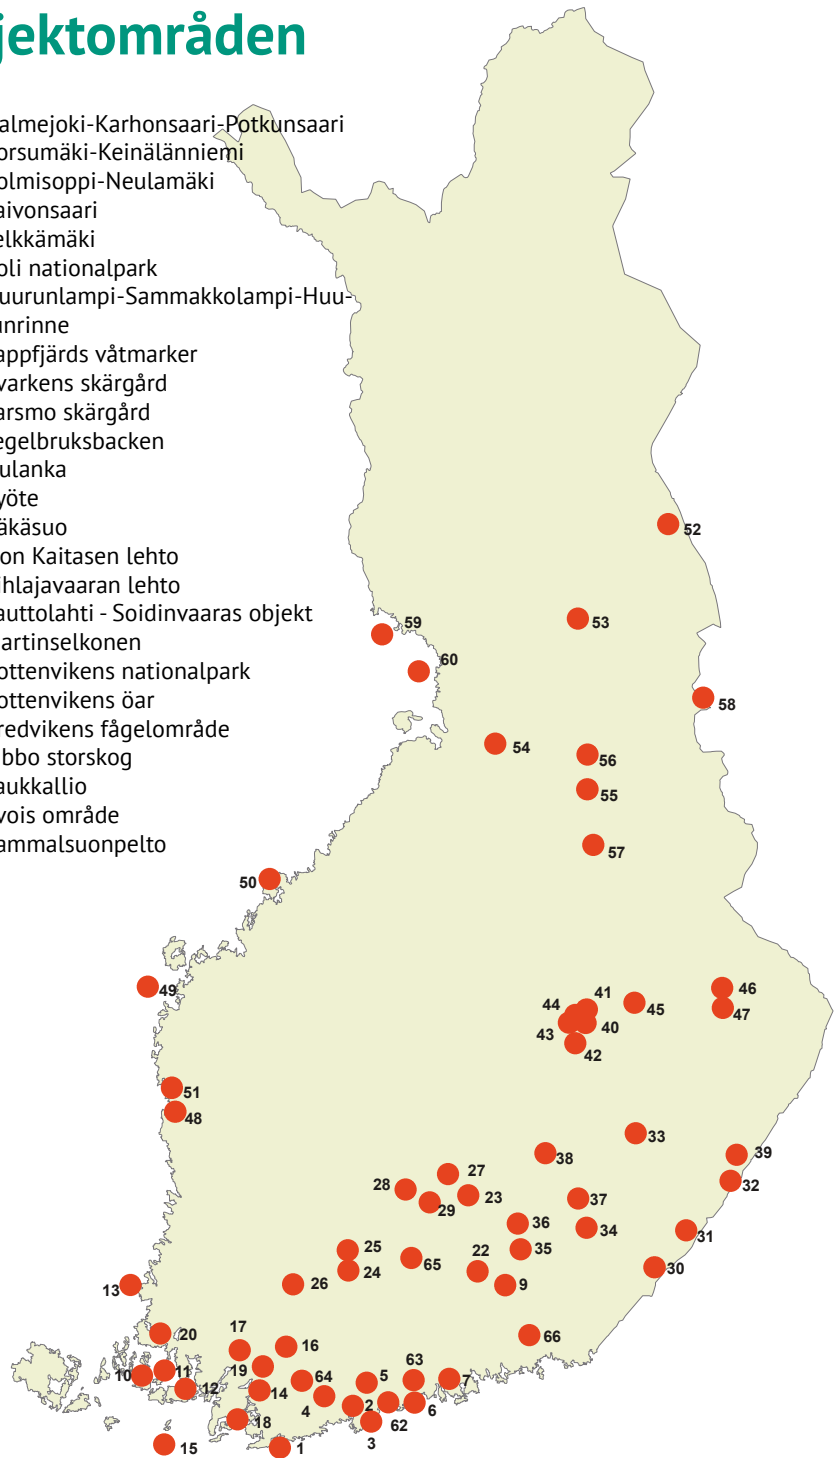 jektområden
almejoki-Karhonsaari-Potkunsaari
orsumäki-Keinälänniemi
olmisoppi-Neulamäki
aivonsaari
elkkämäki
oli nationalpark
uurunlampi-Sammakkolampi-Huu-
unrinne
appfjärds våtmarker
varkens skärgård
arsmo skärgård
egelbruksbacken
ulanka
yöte
äkäsuo
on Kaitasen lehto
ihlajavaaran lehto
auttolahti - Soidinvaaras objekt
artinselkonen
ottenvikens nationalpark
ottenvikens öar
redvikens fågelområde
bbo storskog
aukkallio
vois område
ammalsuonpelto
52
59
53
60
58
54
56
55
57
50
49
46
44
41
45
47
43
40
42
51
48
33
38
39
27
28
32
23
37
29
36
34
31
25
35
22
65
24
30
26
9
13
66
20
17
16
19
63
11
10
64
5
7
12
14
4
2
6
18
62
3
15
1